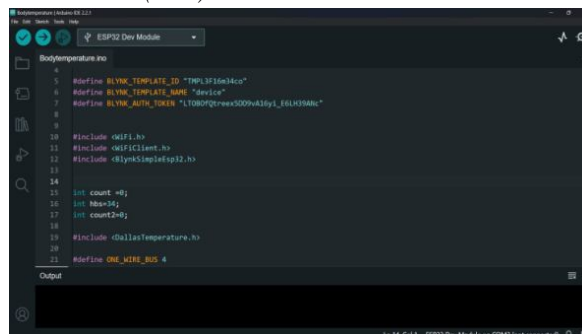 Bodytemperature | Arduino IDE 2.2.1
File Edit Sketch Tools Help
ESP32 Dev Module
Bodytemperature.ino
4
5 #define BLYNK_TEMPLATE_ID "TMPL3F16m34co"
6 #define BLYNK_TEMPLATE_NAME "device"
7 #define BLYNK_AUTH_TOKEN "LTOBOfQtreexSDD9vA16yi_E6LH39ANc"
8
9
10 #include <WiFi.h>
11 #include <WiFiClient.h>
12 #include <BlynkSimpleEsp32.h>
13
14
15 int count =0;
16 int hbs=34;
17 int count2=0;
18
19 #include <DallasTemperature.h>
20
21 #define ONE_WIRE_BUS 4
Output